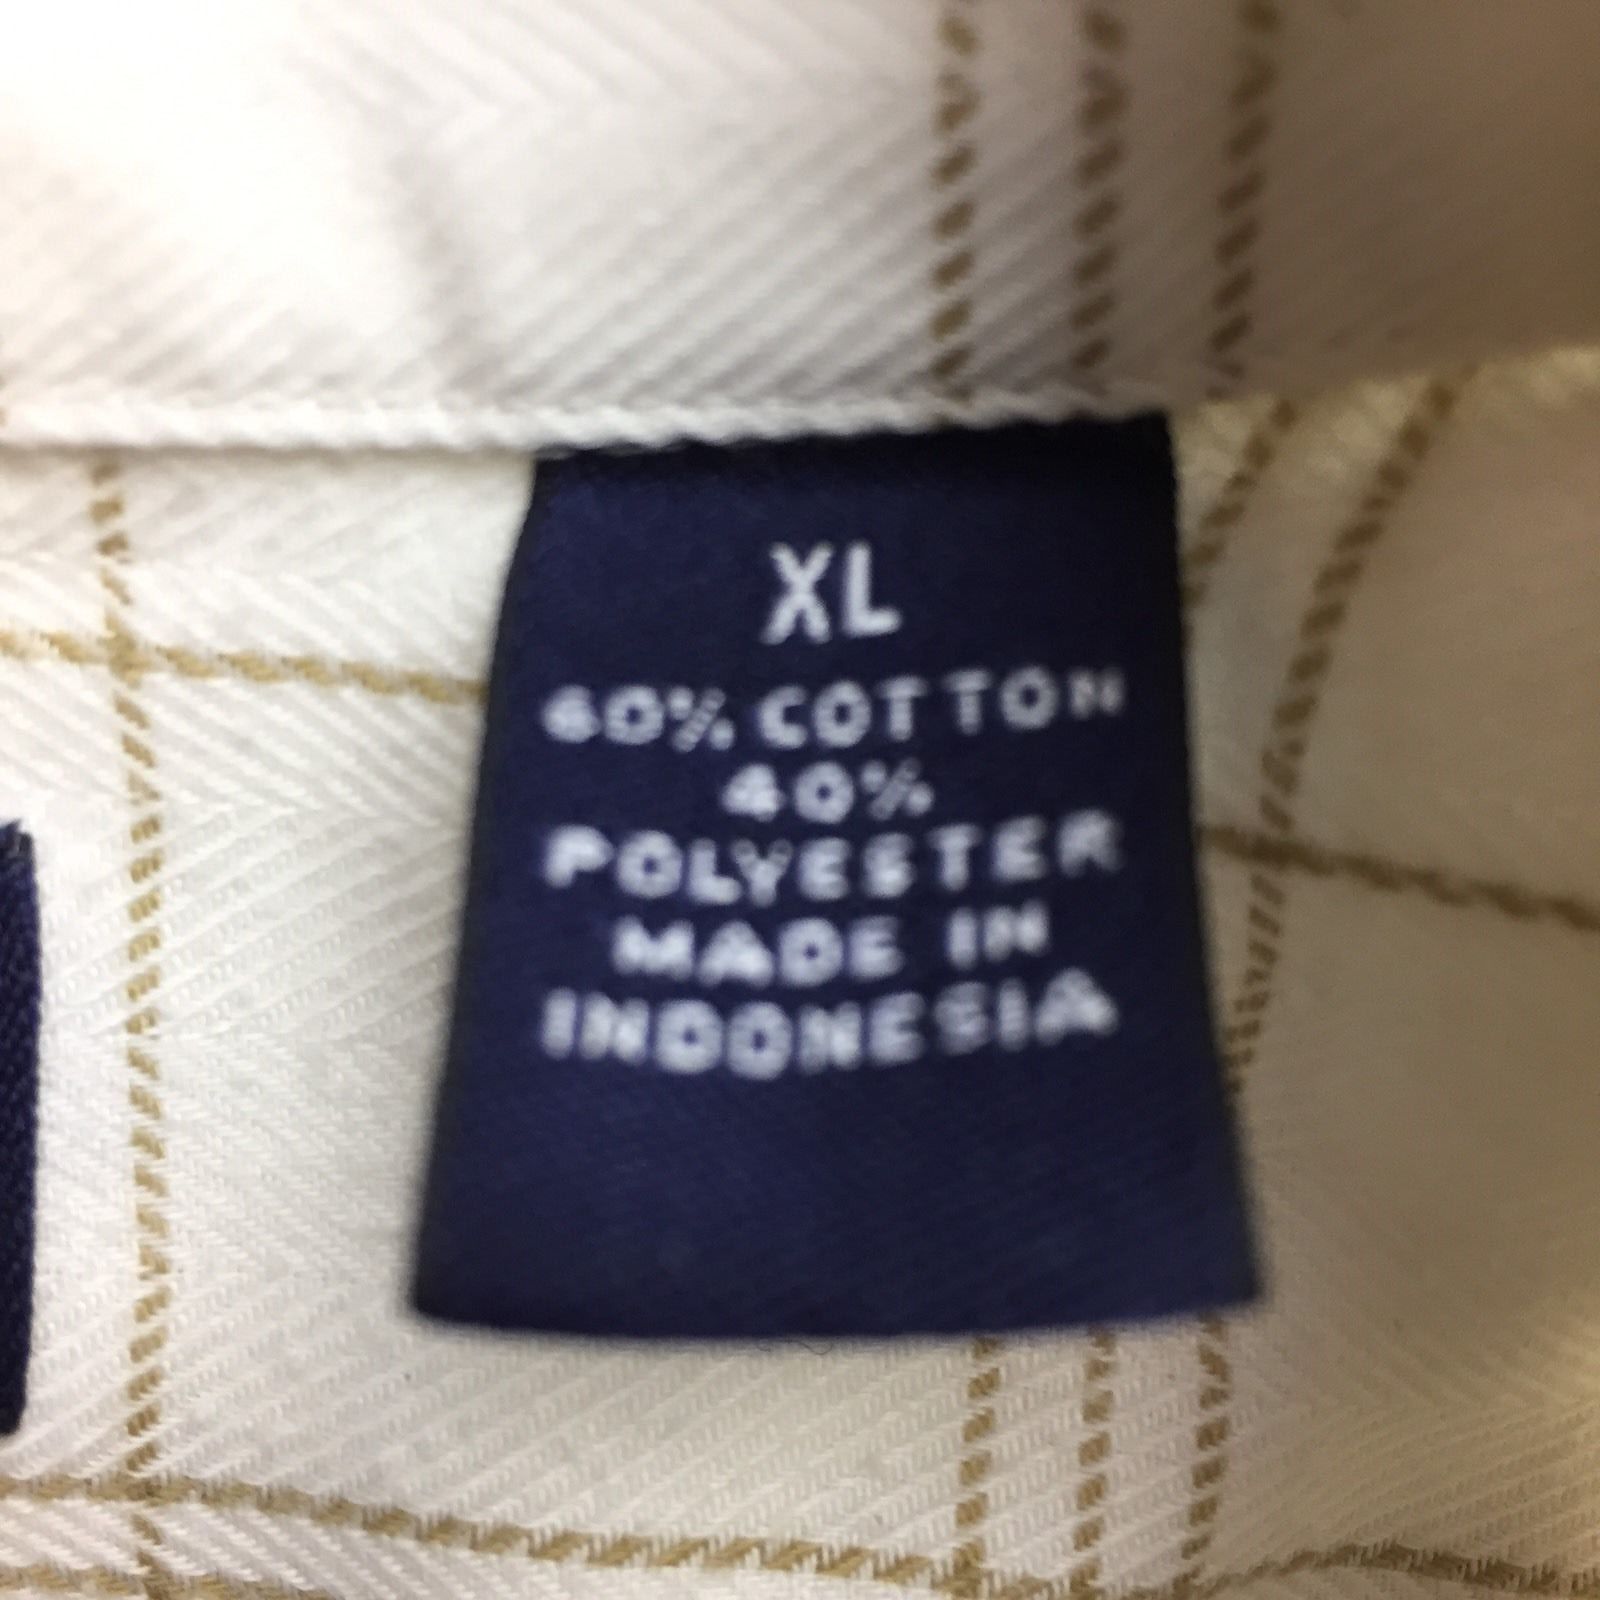 XL
60% COTTON
40%
POLYESTER
MADE IN
INDONESIA